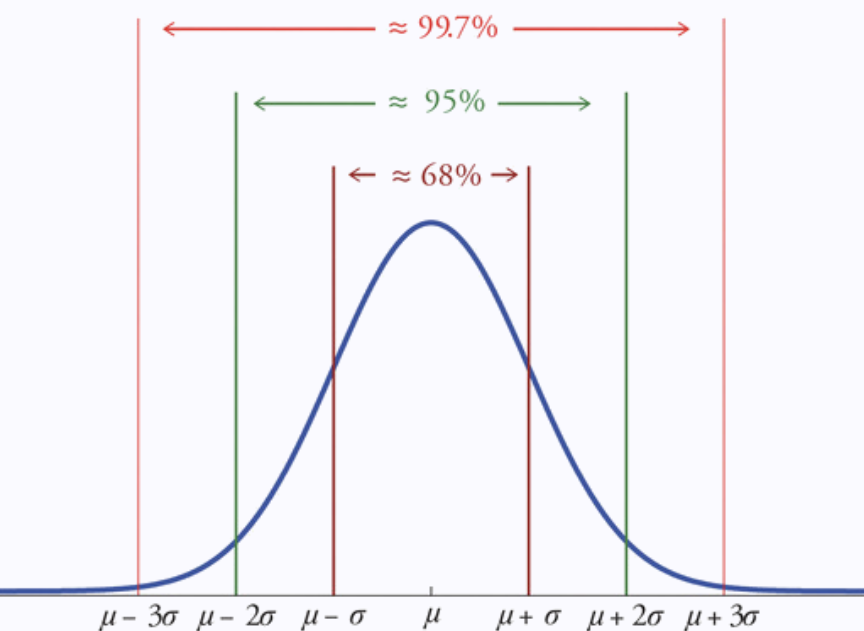 ≈ 99.7%
≈ 95%
≈ 68%
μ − 3σ μ − 2σ μ − σ μ μ + σ μ + 2σ μ + 3σ